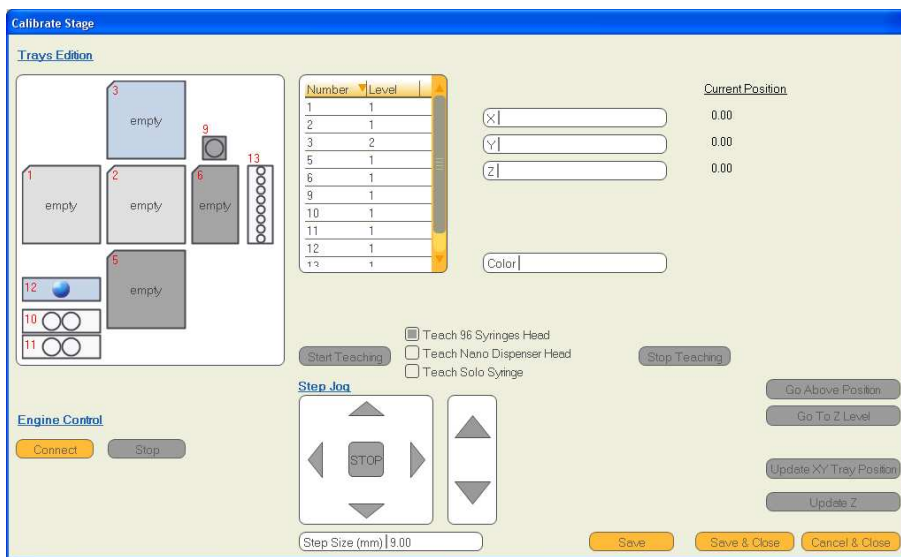 Calibrate Stage
Trays Edition
3
empty
9
13
1
empty
2
empty
6
empty
5
empty
12
10
11
Number Level
1 1
2 1
3 2
5 1
6 1
9 1
10 1
11 1
12 1
13 1
Current Position
X 0.00
Y 0.00
Z 0.00
Color
Start Teaching
Teach 96 Syringes Head
Teach Nano Dispenser Head
Teach Solo Syringe
Stop Teaching
Step Jog
STOP
Step Size (mm) 9.00
Engine Control
Connect Stop
Go Above Position
Go To Z Level
Update XY Tray Position
Update Z
Save Save & Close Cancel & Close